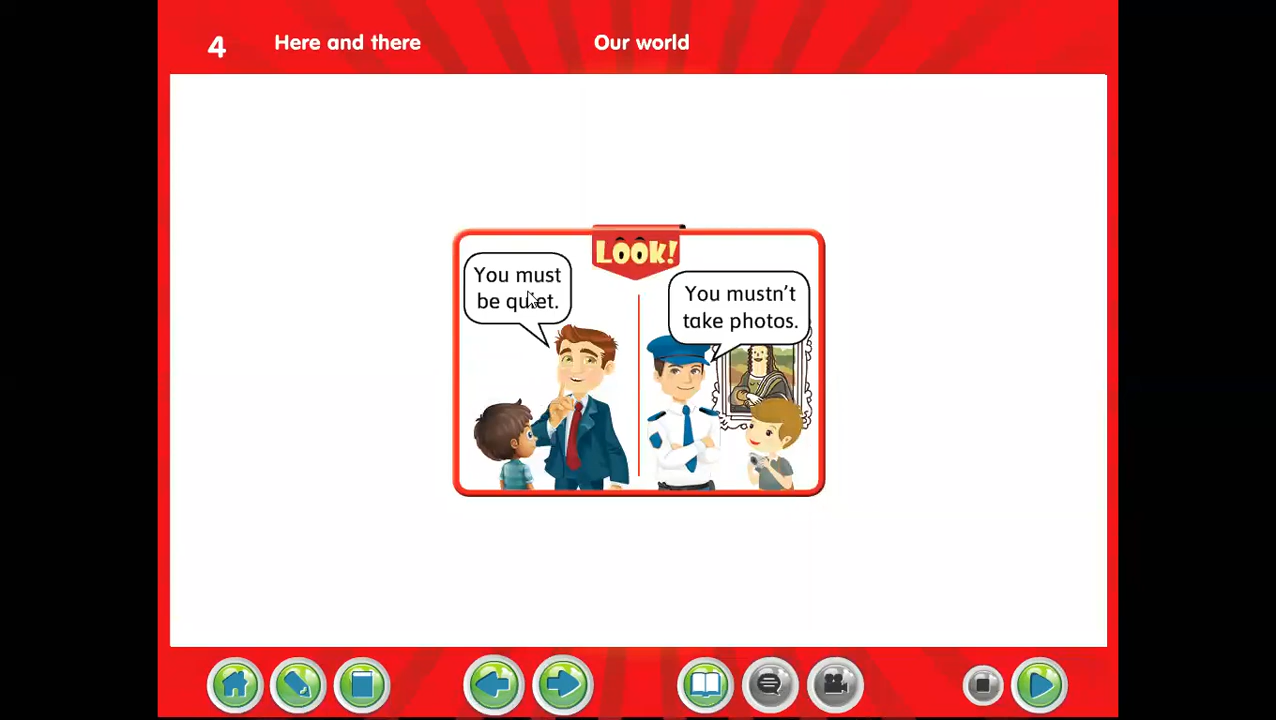 4 Here and there Our world
LOOK!
You must
be quiet.
You mustn't
take photos.